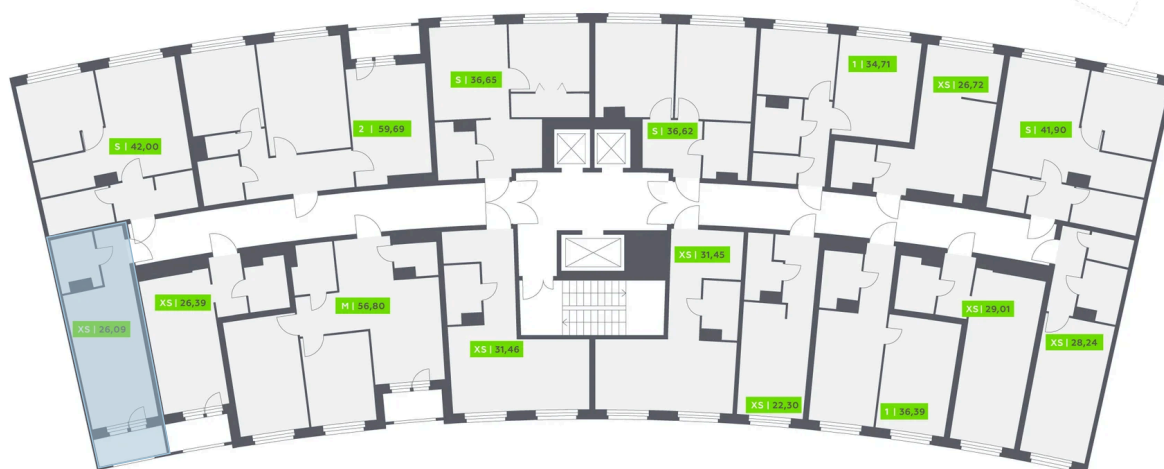 S | 36,65
1 | 34,71
XS | 26,72
2 | 59,69
S | 36,62
S | 41,90
S | 42,00
XS | 31,45
XS | 26,39
M | 56,80
XS | 29,01
XS | 26,09
XS | 31,46
XS | 28,24
XS | 22,30
1 | 36,39